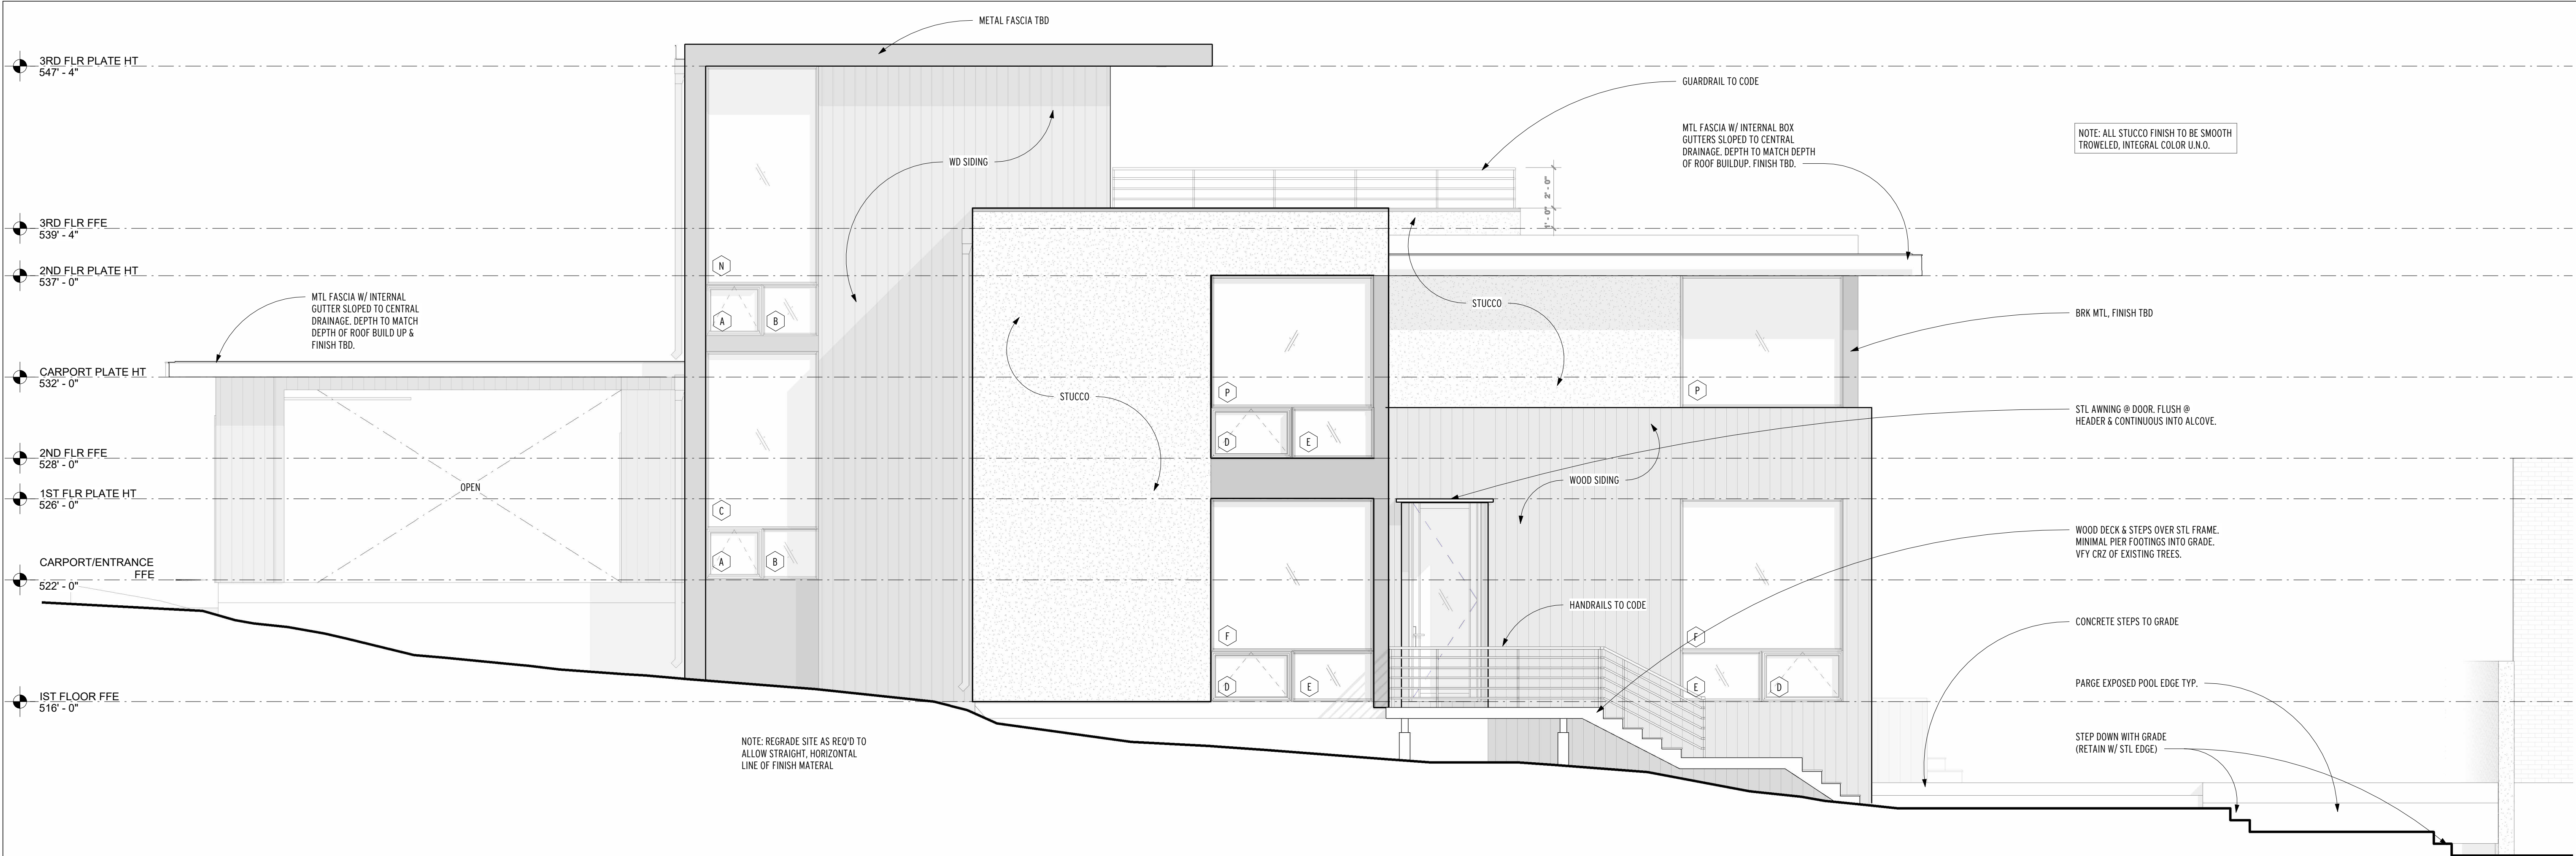 METAL FASCIA TBD
3RD FLR PLATE HT
547' - 4"
GUARDRAIL TO CODE
MTL FASCIA W/ INTERNAL BOX
GUTTERS SLOPED TO CENTRAL
DRAINAGE. DEPTH TO MATCH DEPTH
OF ROOF BUILDUP. FINISH TBD.
NOTE: ALL STUCCO FINISH TO BE SMOOTH
TROWELED, INTEGRAL COLOR U.N.O.
WD SIDING
2' - 0"
1' - 0"
3RD FLR FFE
539' - 4"
N
2ND FLR PLATE HT
537' - 0"
MTL FASCIA W/ INTERNAL
GUTTER SLOPED TO CENTRAL
DRAINAGE. DEPTH TO MATCH
DEPTH OF ROOF BUILD UP &
FINISH TBD.
A
B
STUCCO
BRK MTL, FINISH TBD
CARPORT PLATE HT
532' - 0"
STUCCO
P
P
STL AWNING @ DOOR. FLUSH @
HEADER & CONTINUOUS INTO ALCOVE.
D
E
2ND FLR FFE
528' - 0"
OPEN
WOOD SIDING
1ST FLR PLATE HT
526' - 0"
C
WOOD DECK & STEPS OVER STL FRAME.
MINIMAL PIER FOOTINGS INTO GRADE.
VFY CRZ OF EXISTING TREES.
A
B
CARPORT/ENTRANCE
FFE
522' - 0"
HANDRAILS TO CODE
CONCRETE STEPS TO GRADE
F
F
D
E
E
D
PARGE EXPOSED POOL EDGE TYP.
IST FLOOR FFE
516' - 0"
STEP DOWN WITH GRADE
(RETAIN W/ STL EDGE)
NOTE: REGRADE SITE AS REQ'D TO
ALLOW STRAIGHT, HORIZONTAL
LINE OF FINISH MATERAL